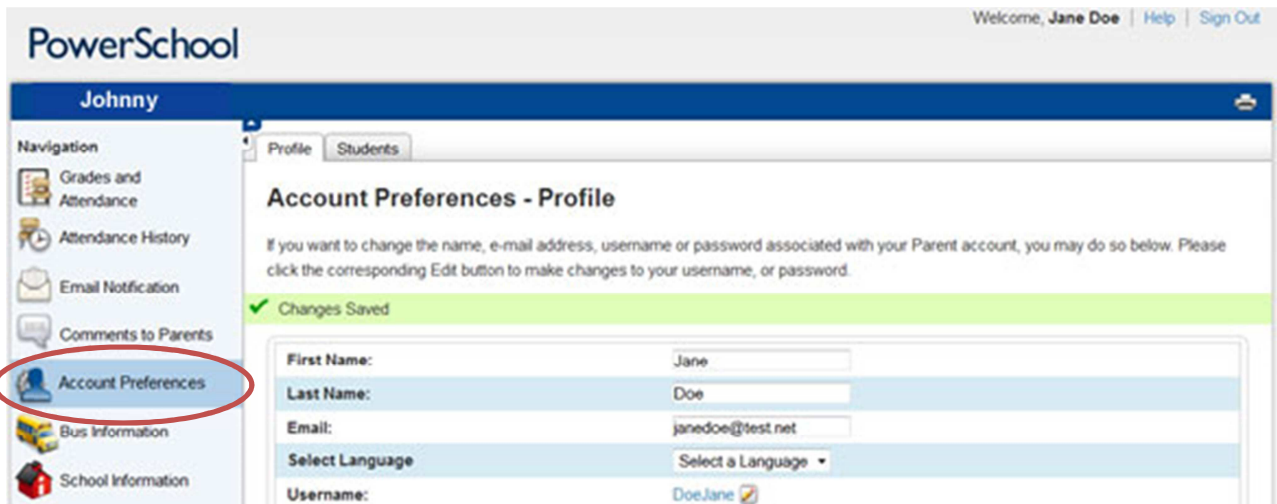 Welcome, Jane Doe | Help | Sign Out
PowerSchool
Johnny
Navigation
Grades and
Attendance
Attendance History
Email Notification
Comments to Parents
Account Preferences
Bus Information
School Information
Profile
Students
Account Preferences - Profile
If you want to change the name, e-mail address, username or password associated with your Parent account, you may do so below. Please
click the corresponding Edit button to make changes to your username, or password.
Changes Saved
First Name: Jane
Last Name: Doe
Email: janedoe@test.net
Select Language Select a Language
Username: DoeJane